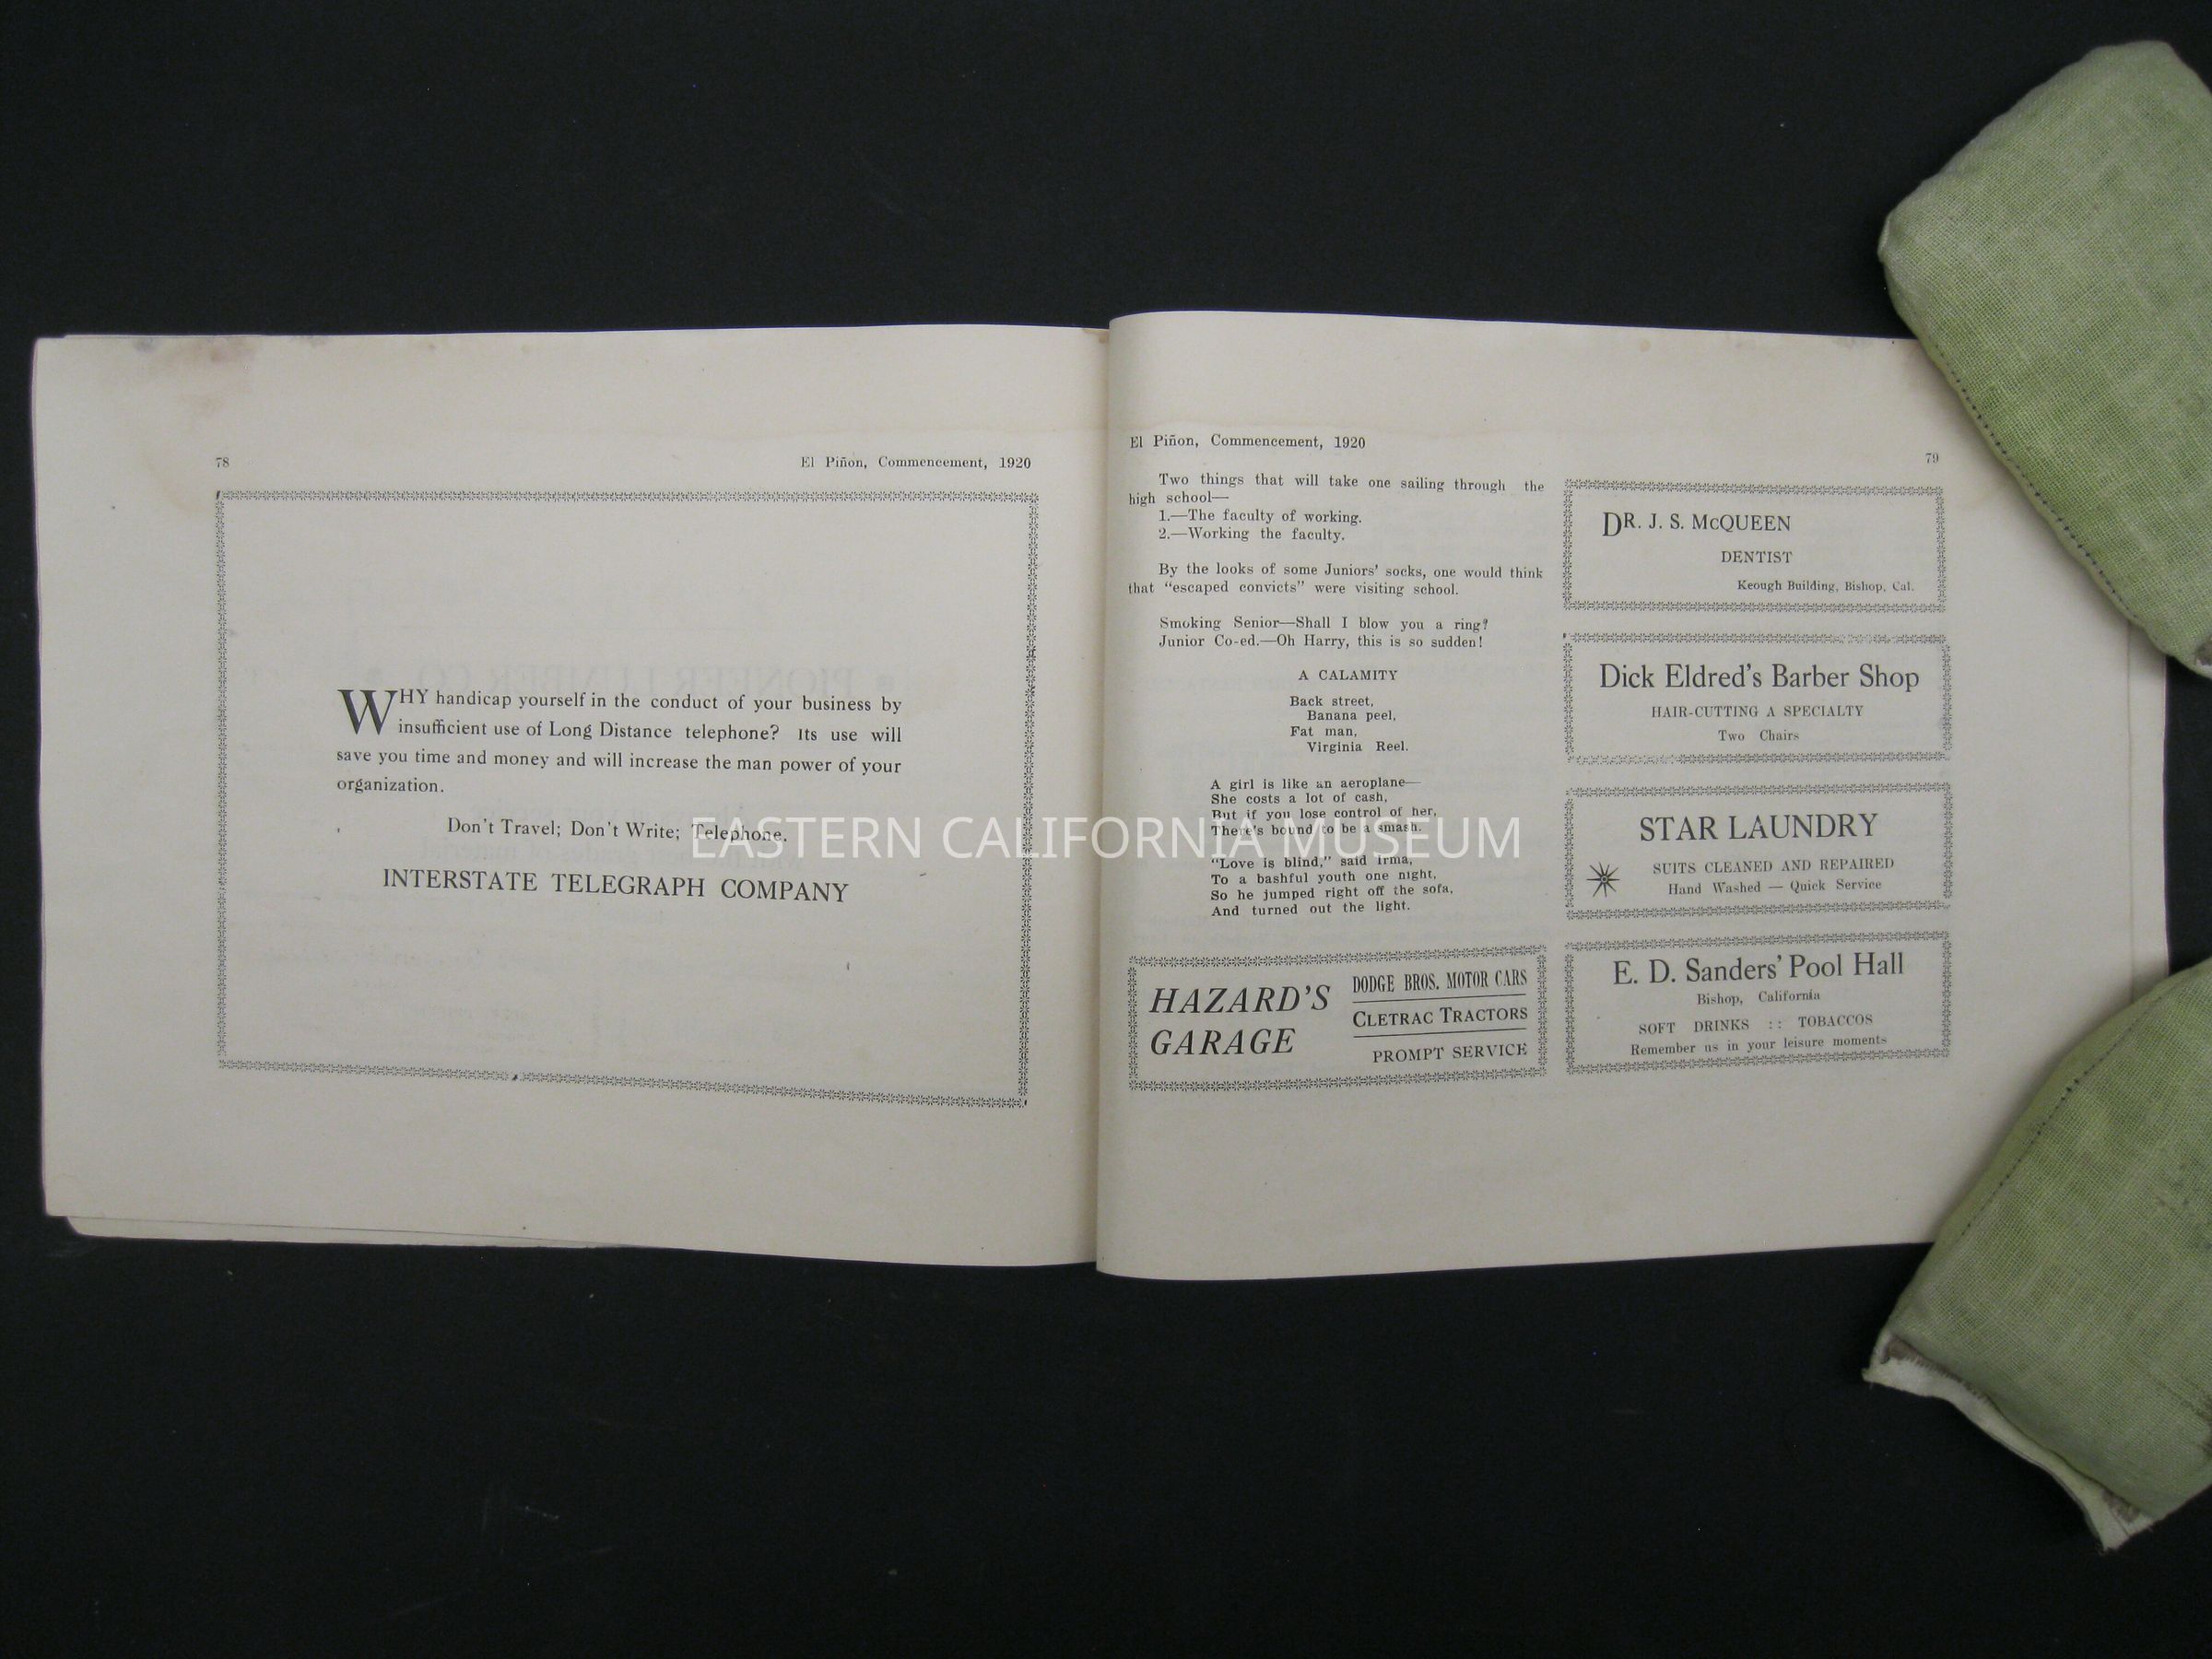 78
El Piñon, Commencement, 1920
WHY handicap yourself in the conduct of your business by
insufficient use of Long Distance telephone? Its use will
save you time and money and will increase the man power of your
organization.
Don't Travel; Don't Write; Telephone.
INTERSTATE TELEGRAPH COMPANY
El Piñon, Commencement, 1920
79
Two things that will take one sailing through the
high school—
1.—The faculty of working.
2.—Working the faculty.
By the looks of some Juniors' socks, one would think
that "escaped convicts" were visiting school.
Smoking Senior—Shall I blow you a ring?
Junior Co-ed.—Oh Harry, this is so sudden!
A CALAMITY
Back street,
Banana peel,
Fat man,
Virginia Reel.
A girl is like an aeroplane—
She costs a lot of cash,
But if you lose control of her,
There's bound to be a smash.
"Love is blind," said Irma,
To a bashful youth one night,
So he jumped right off the sofa,
And turned out the light.
HAZARD'S
GARAGE
DODGE BROS. MOTOR CARS
CLETRAC TRACTORS
PROMPT SERVICE
DR. J. S. McQUEEN
DENTIST
Keough Building, Bishop, Cal.
Dick Eldred's Barber Shop
HAIR-CUTTING A SPECIALTY
Two Chairs
STAR LAUNDRY
SUITS CLEANED AND REPAIRED
Hand Washed — Quick Service
E. D. Sanders' Pool Hall
Bishop, California
SOFT DRINKS :: TOBACCOS
Remember us in your leisure moments
EASTERN CALIFORNIA MUSEUM